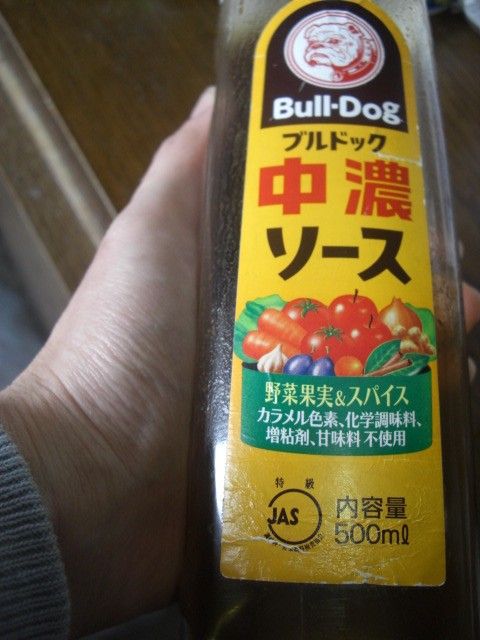 Bull-Dog
ブルドック
中濃
ソース
野菜果実&スパイス
カラメル色素、化学調味料、
増粘剤、甘味料 不使用
特級
JAS
内容量
500ml